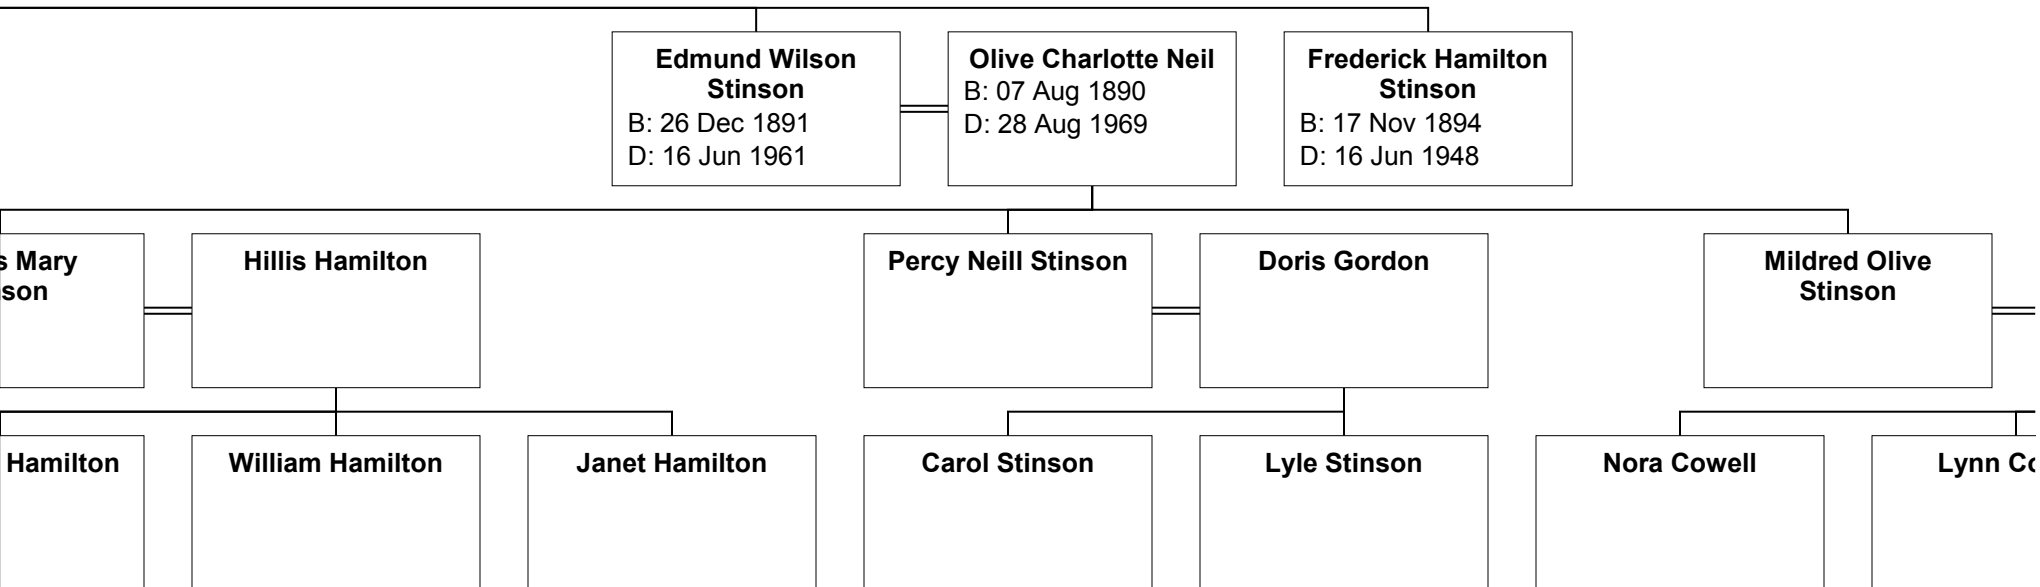 Edmund Wilson
Stinson
B: 26 Dec 1891
D: 16 Jun 1961
Olive Charlotte Neil
B: 07 Aug 1890
D: 28 Aug 1969
Frederick Hamilton
Stinson
B: 17 Nov 1894
D: 16 Jun 1948
Mary
Hillis Hamilton
Percy Neill Stinson
Doris Gordon
Mildred Olive
Stinson
Hamilton
William Hamilton
Janet Hamilton
Carol Stinson
Lyle Stinson
Nora Cowell
Lynn